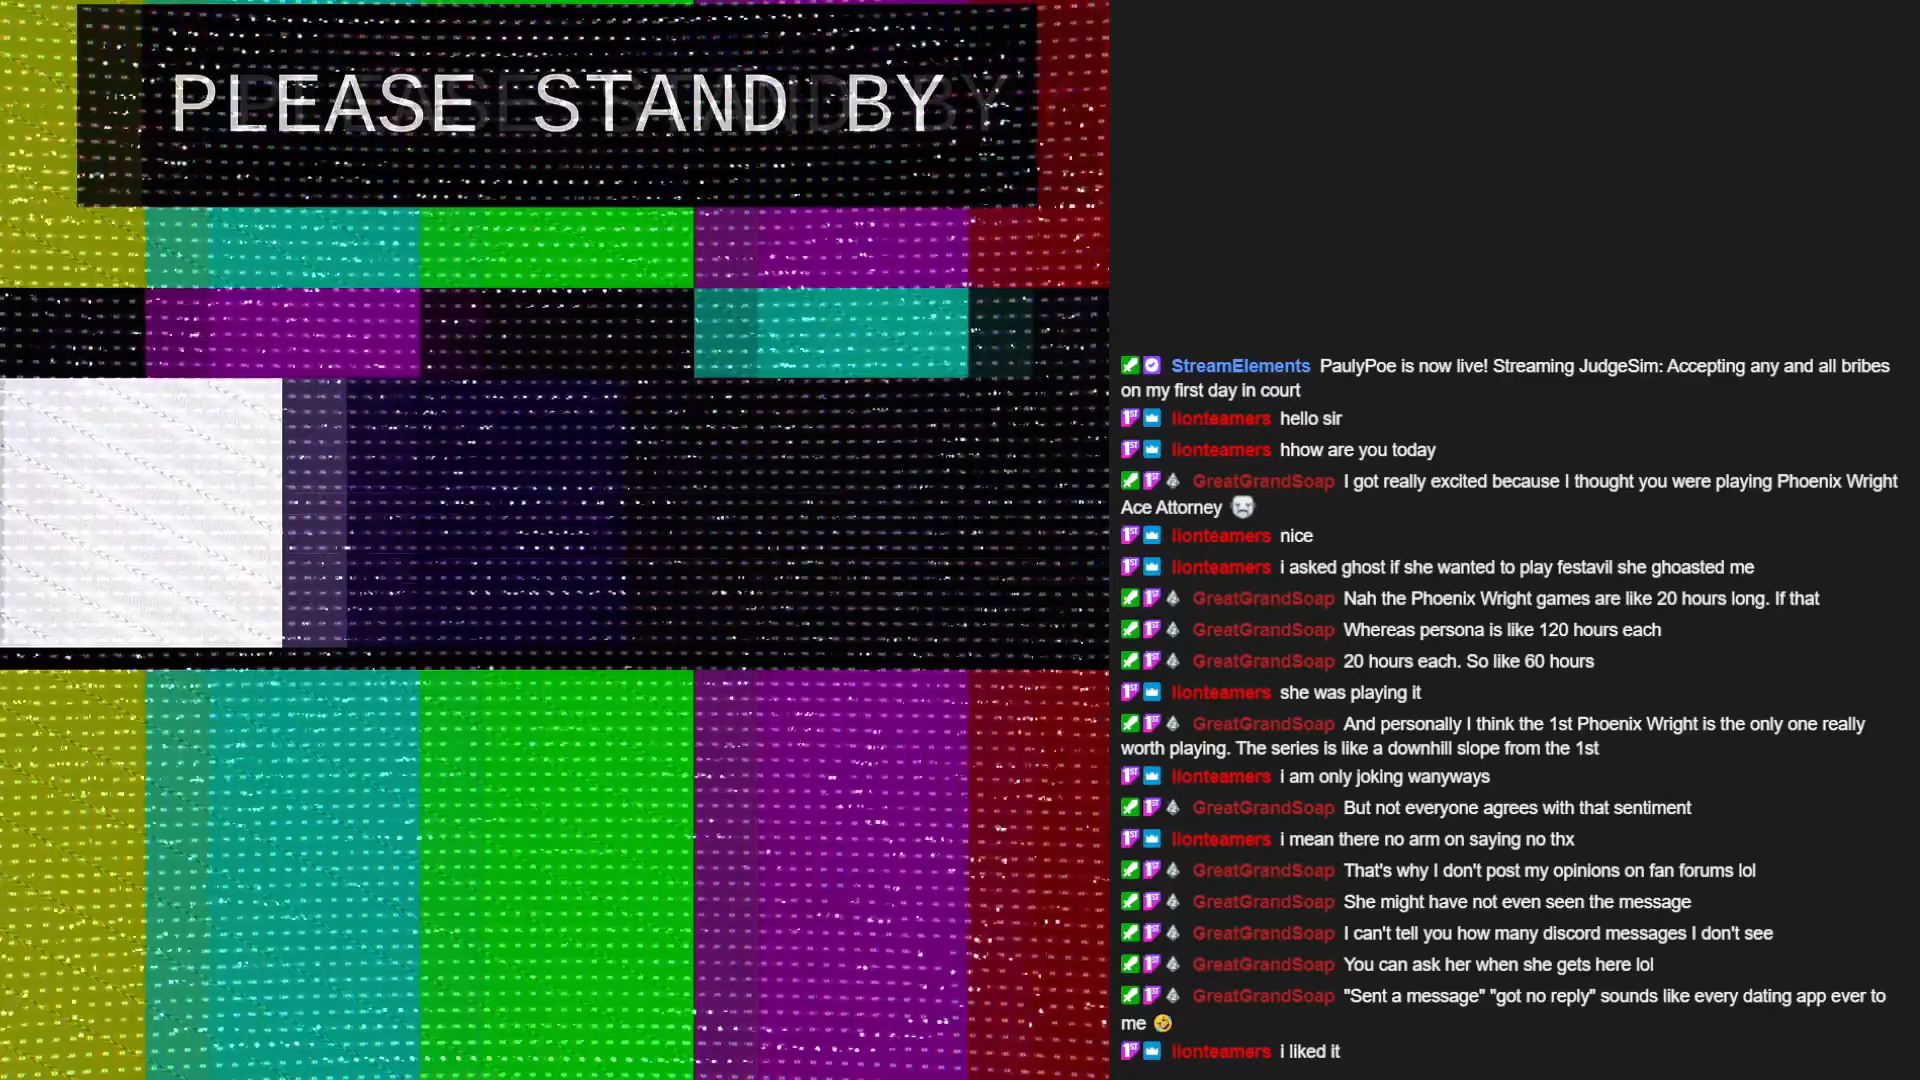 PLEASE STAND BY
StreamElements PaulyPoe is now live! Streaming JudgeSim: Accepting any and all bribes
on my first day in court
lionteamers hello sir
lionteamers hhow are you today
GreatGrandSoap I got really excited because I thought you were playing Phoenix Wright
Ace Attorney
lionteamers nice
lionteamers i asked ghost if she wanted to play festavil she ghoasted me
GreatGrandSoap Nah the Phoenix Wright games are like 20 hours long. If that
GreatGrandSoap Whereas persona is like 120 hours each
GreatGrandSoap 20 hours each. So like 60 hours
lionteamers she was playing it
GreatGrandSoap And personally I think the 1st Phoenix Wright is the only one really
worth playing. The series is like a downhill slope from the 1st
lionteamers i am only joking wanyways
GreatGrandSoap But not everyone agrees with that sentiment
lionteamers i mean there no arm on saying no thx
GreatGrandSoap That's why I don't post my opinions on fan forums lol
GreatGrandSoap She might have not even seen the message
GreatGrandSoap I can't tell you how many discord messages I don't see
GreatGrandSoap You can ask her when she gets here lol
GreatGrandSoap "Sent a message" "got no reply" sounds like every dating app ever to
me 🤣
lionteamers i liked it